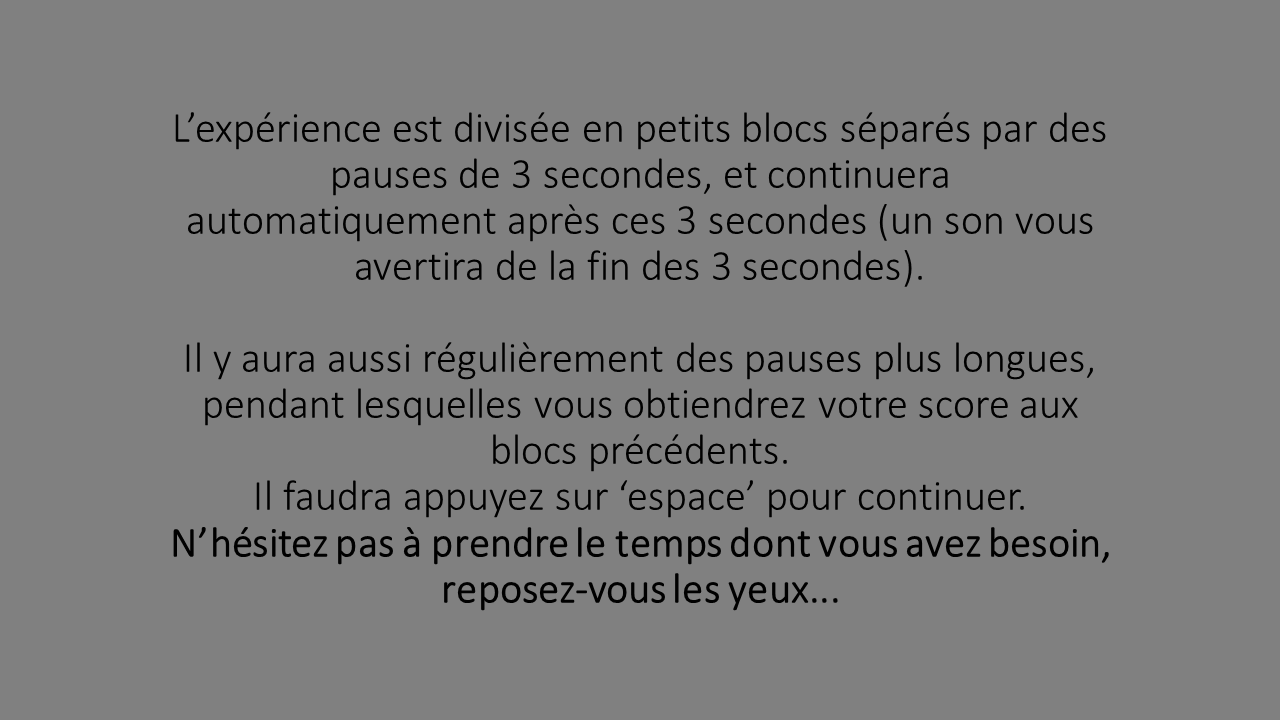 L’expérience est divisée en petits blocs séparés par des
pauses de 3 secondes, et continuera
automatiquement après ces 3 secondes (un son vous
avertira de la fin des 3 secondes).
Il y aura aussi régulièrement des pauses plus longues,
pendant lesquelles vous obtiendrez votre score aux
blocs précédents.
Il faudra appuyez sur ‘espace’ pour continuer.
N’hésitez pas à prendre le temps dont vous avez besoin,
reposez-vous les yeux...